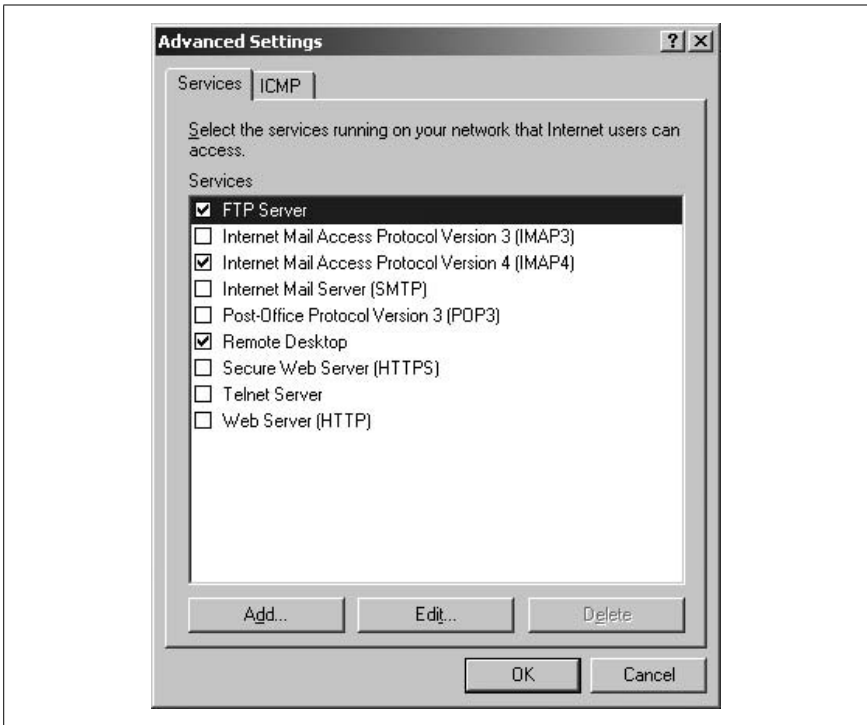 Advanced Settings
Services
ICMP
Select the services running on your network that Internet users can
access.
Services
FTP Server
Internet Mail Access Protocol Version 3 (IMAP3)
Internet Mail Access Protocol Version 4 (IMAP4)
Internet Mail Server (SMTP)
Post-Office Protocol Version 3 (POP3)
Remote Desktop
Secure Web Server (HTTPS)
Telnet Server
Web Server (HTTP)
Add...
Edit...
Delete
OK
Cancel